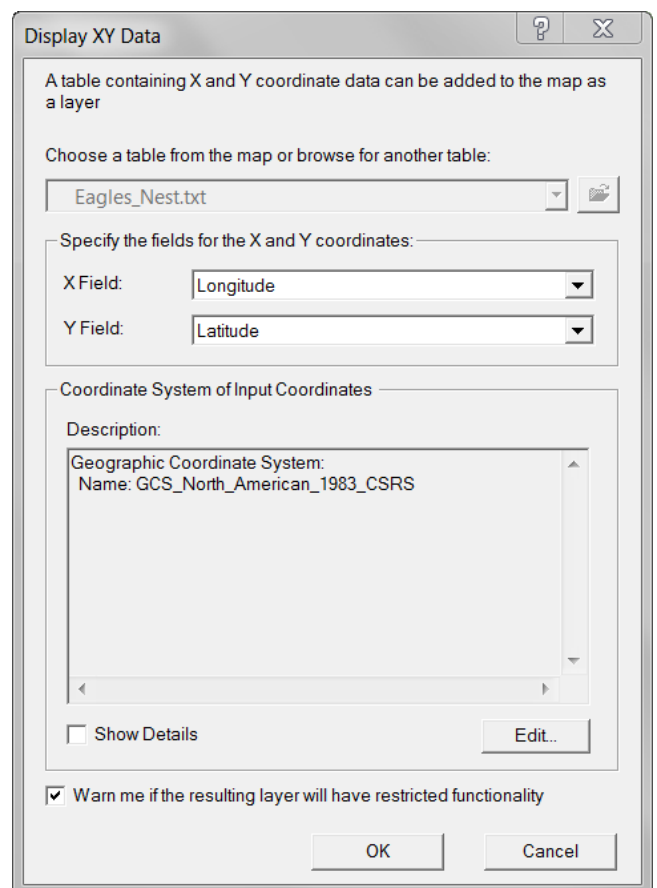 Display XY Data
A table containing X and Y coordinate data can be added to the map as
a layer
Choose a table from the map or browse for another table:
Eagles_Nest.txt
Specify the fields for the X and Y coordinates:
X Field:
Longitude
Y Field:
Latitude
Coordinate System of Input Coordinates
Description:
Geographic Coordinate System:
Name: GCS_North_American_1983_CSRS
Show Details
Edit...
Warn me if the resulting layer will have restricted functionality
OK
Cancel